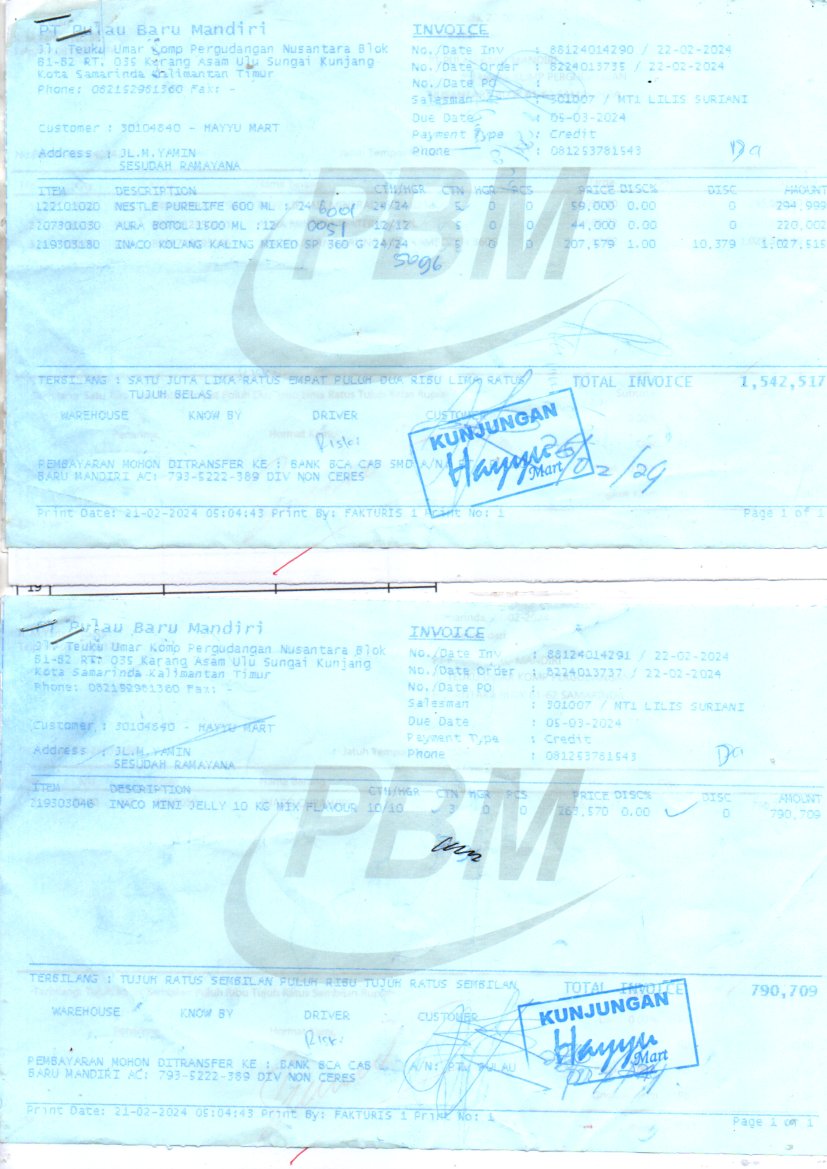 PT Pulau Baru Mandiri
Jl. Teuku Umar Komp Pergudangan Nusantara Blok
B1-B2 RT. 035 Karang Asam Ulu Sungai Kunjang
Kota Samarinda Kalimantan Timur
Phone: 082152981360 Fax: -
Customer : 30104840 - HAYYU MART
Address : JL.M.YAMIN
SESUDAH RAMAYANA
INVOICE
No./Date Inv : 88124014290 / 22-02-2024
No./Date Order : 8224013735 / 22-02-2024
No./Date PO :
Salesman : 301007 / MT1 LILIS SURIANI
Due Date : 05-03-2024
Payment Type : Credit
Phone : 081253781543
ITEM DESCRIPTION CTN/HGR CTN HGR PCS PRICE DISC% DISC AMOUNT
122101020 NESTLE PURELIFE 600 ML : 24 24/24 5 0 0 59,000 0.00 0 294,999
2207301030 AURA BOTOL 1500 ML :12 12/12 5 0 0 44,000 0.00 0 220,002
219303180 INACO KOLANG KALING MIXED SP 360 G 24/24 5 0 0 207,579 1.00 10,379 1,027,516
PBM
TERBILANG : SATU JUTA LIMA RATUS EMPAT PULUH DUA RIBU LIMA RATUS
TUJUH BELAS
TOTAL INVOICE 1,542,517
WAREHOUSE KNOW BY DRIVER CUSTOMER
KUNJUNGAN
Hayyu
Mart
PEMBAYARAN MOHON DITRANSFER KE : BANK BCA CAB SMD A/N
BARU MANDIRI AC: 793-5222-389 DIV NON CERES
Print Date: 21-02-2024 05:04:43 Print By: FAKTURIS 1 Print No: 1
Page 1 of 1
19
PT Pulau Baru Mandiri
Jl. Teuku Umar Komp Pergudangan Nusantara Blok
B1-B2 RT. 035 Karang Asam Ulu Sungai Kunjang
Kota Samarinda Kalimantan Timur
Phone: 082152981360 Fax: -
Customer : 30104840 - HAYYU MART
Address : JL.M.YAMIN
SESUDAH RAMAYANA
INVOICE
No./Date Inv : 88124014291 / 22-02-2024
No./Date Order : 8224013737 / 22-02-2024
No./Date PO :
Salesman : 301007 / MT1 LILIS SURIANI
Due Date : 05-03-2024
Payment Type : Credit
Phone : 081253781543
ITEM DESCRIPTION CTN/HGR CTN HGR PCS PRICE DISC% DISC AMOUNT
219303046 INACO MINI JELLY 10 KG MIX FLAVOUR 10/10 3 0 0 263,570 0.00 0 790,709
PBM
TERBILANG : TUJUH RATUS SEMBILAN PULUH RIBU TUJUH RATUS SEMBILAN
TOTAL INVOICE 790,709
WAREHOUSE KNOW BY DRIVER CUSTOMER
KUNJUNGAN
Hayyu
Mart
PEMBAYARAN MOHON DITRANSFER KE : BANK BCA CAB A/N: PT. PULAU
BARU MANDIRI AC: 793-5222-389 DIV NON CERES
Print Date: 21-02-2024 05:04:43 Print By: FAKTURIS 1 Print No: 1
Page 1 of 1